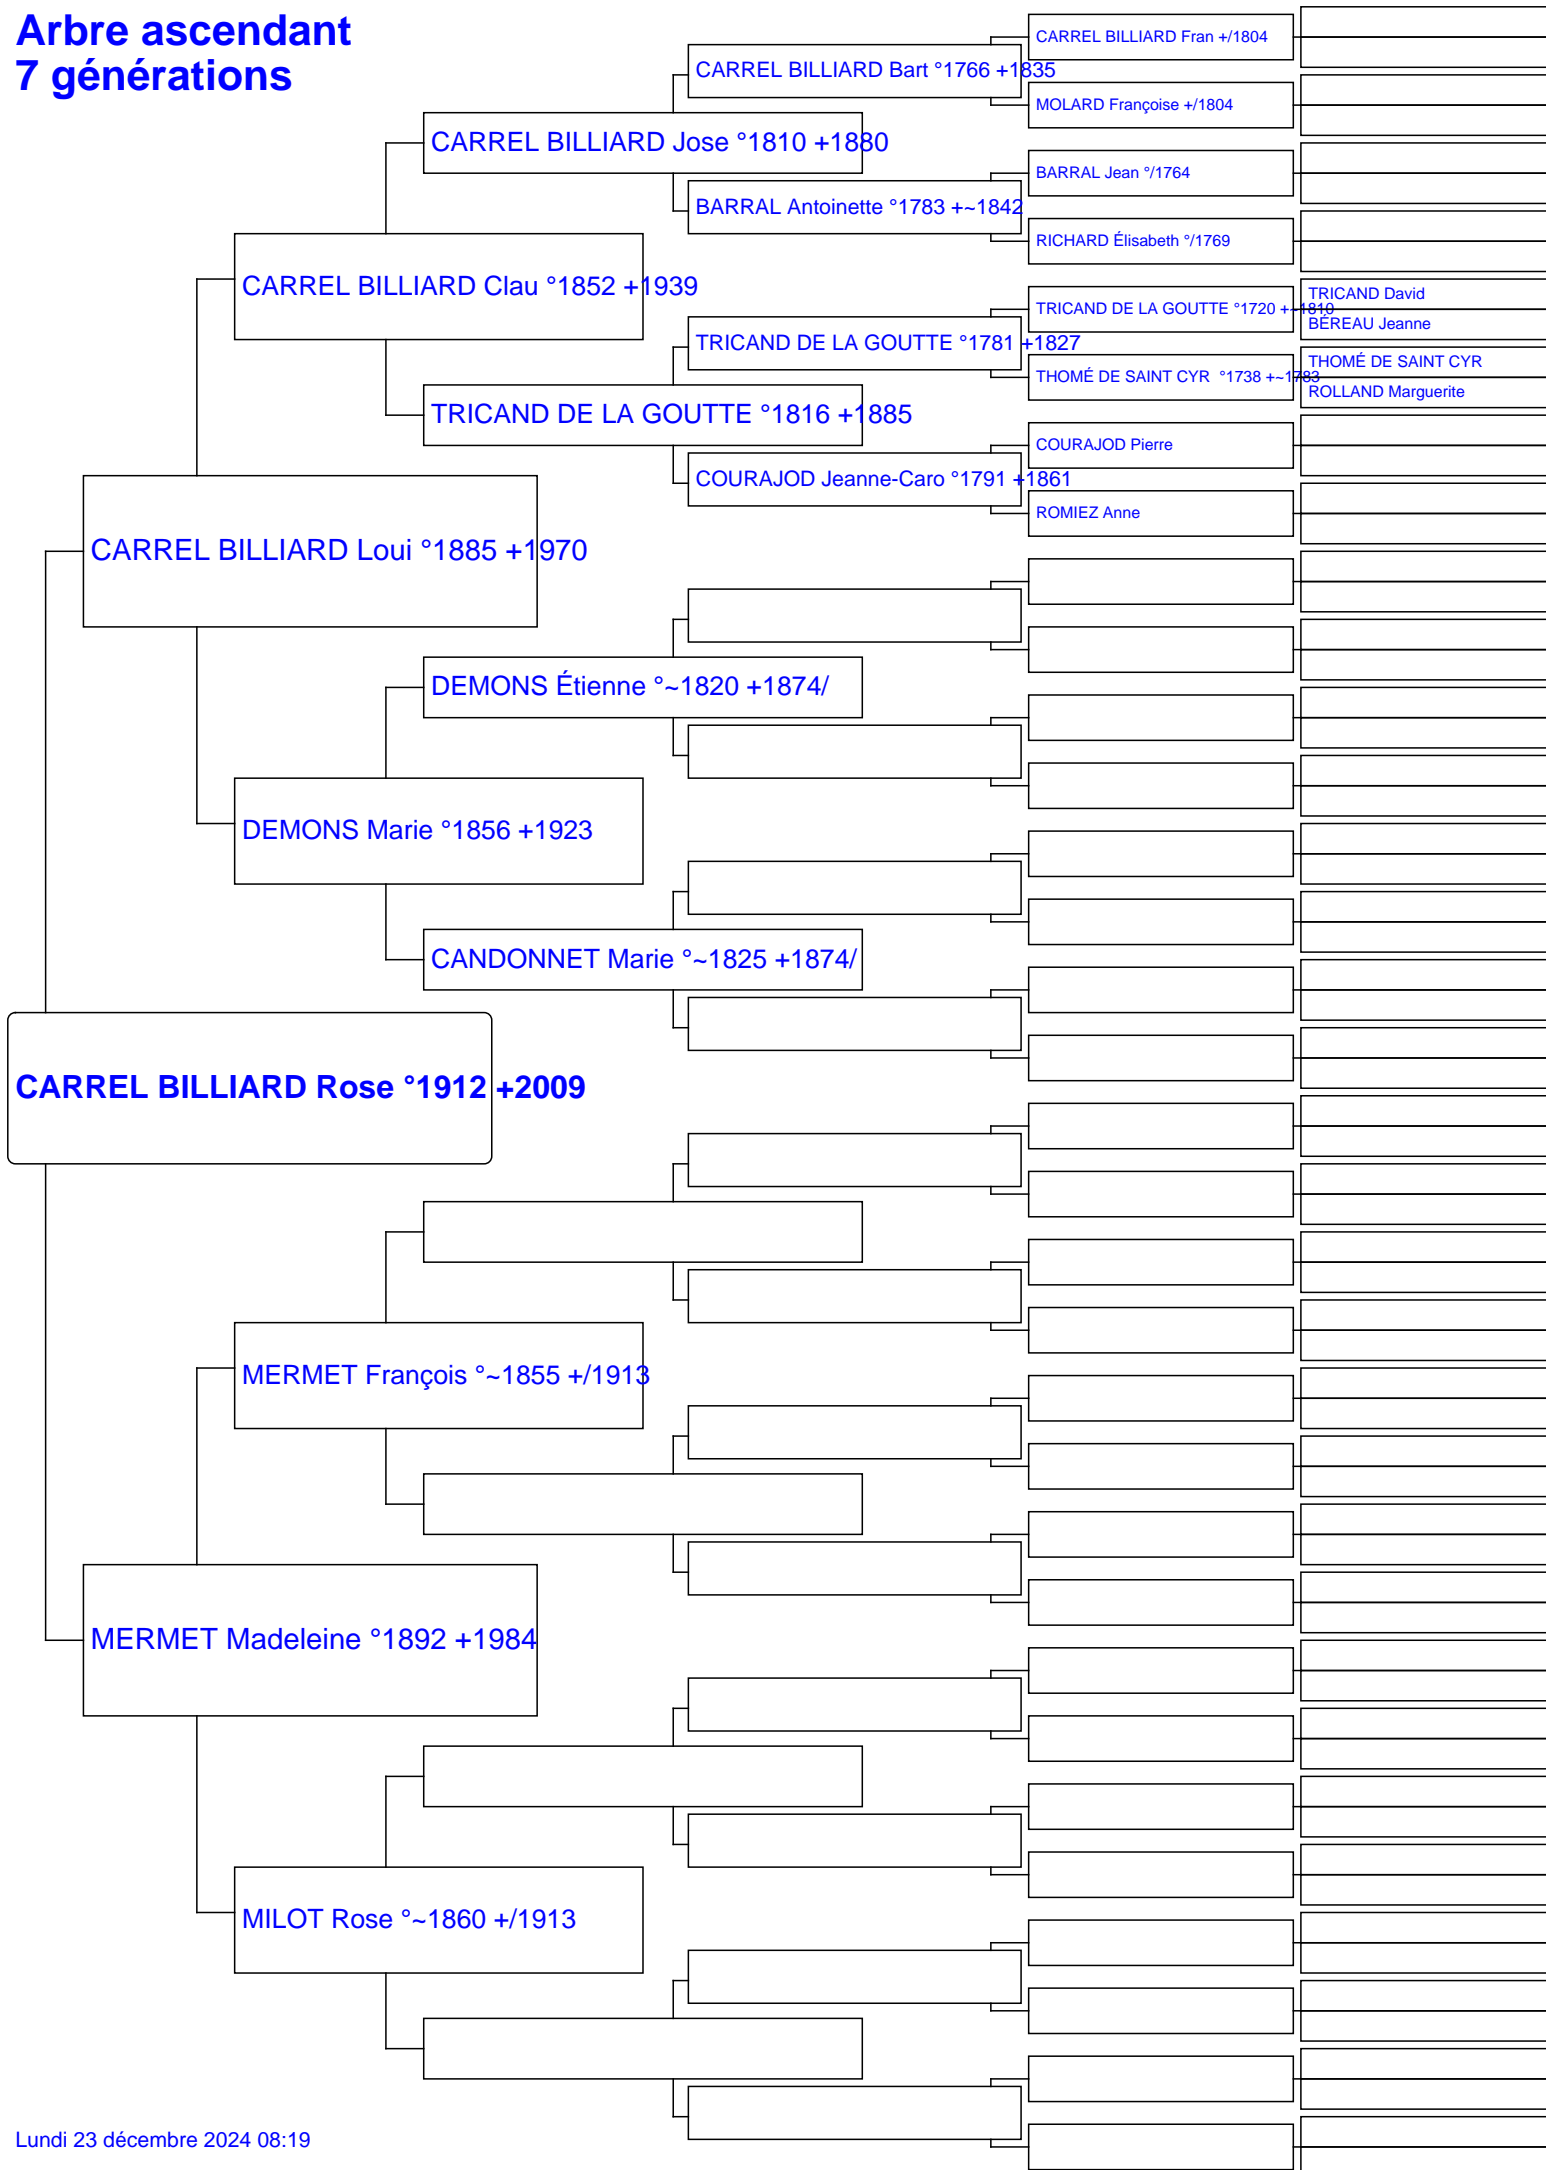 Arbre ascendant
7 générations
CARREL BILLIARD Fran +/1804
CARREL BILLIARD Bart °1766 +1835
MOLARD Françoise +/1804
CARREL BILLIARD Jose °1810 +1880
BARRAL Jean °/1764
BARRAL Antoinette °1783 +~1842
RICHARD Élisabeth °/1769
CARREL BILLIARD Clau °1852 +1939
TRICAND David
TRICAND DE LA GOUTTE °1720 +~1810
BÉREAU Jeanne
TRICAND DE LA GOUTTE °1781 +1827
THOMÉ DE SAINT CYR
THOMÉ DE SAINT CYR  °1738 +~1783
ROLLAND Marguerite
TRICAND DE LA GOUTTE °1816 +1885
COURAJOD Pierre
COURAJOD Jeanne-Caro °1791 +1861
ROMIEZ Anne
CARREL BILLIARD Loui °1885 +1970
DEMONS Étienne °~1820 +1874/
DEMONS Marie °1856 +1923
CANDONNET Marie °~1825 +1874/
CARREL BILLIARD Rose °1912 +2009
MERMET François °~1855 +/1913
MERMET Madeleine °1892 +1984
MILOT Rose °~1860 +/1913
Lundi 23 décembre 2024 08:19